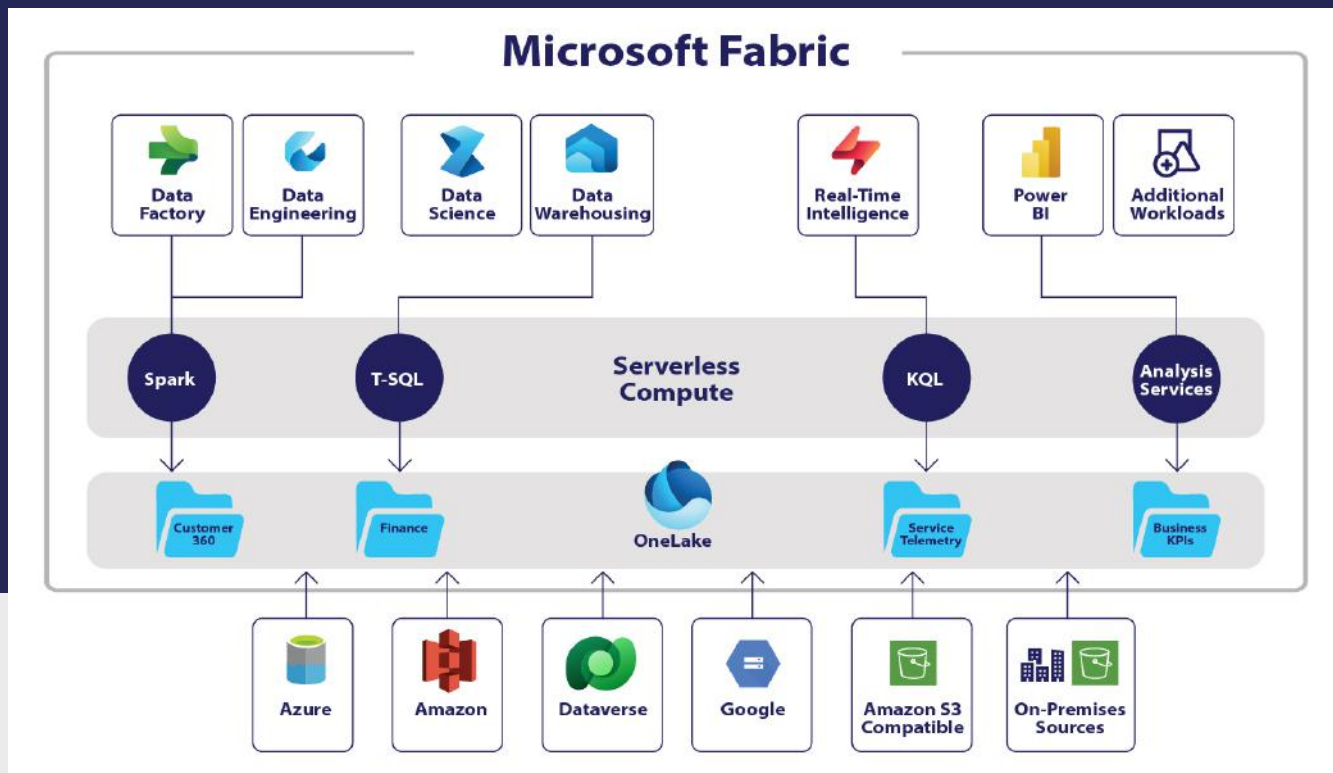 Microsoft Fabric
Data
Factory
Data
Engineering
Data
Science
Data
Warehousing
Real-Time
Intelligence
Power
BI
Additional
Workloads
Spark
T-SQL
Serverless
Compute
KQL
Analysis
Services
Customer
360
Finance
OneLake
Service
Telemetry
Business
KPIs
Azure
Amazon
Dataverse
Google
Amazon S3
Compatible
On-Premises
Sources